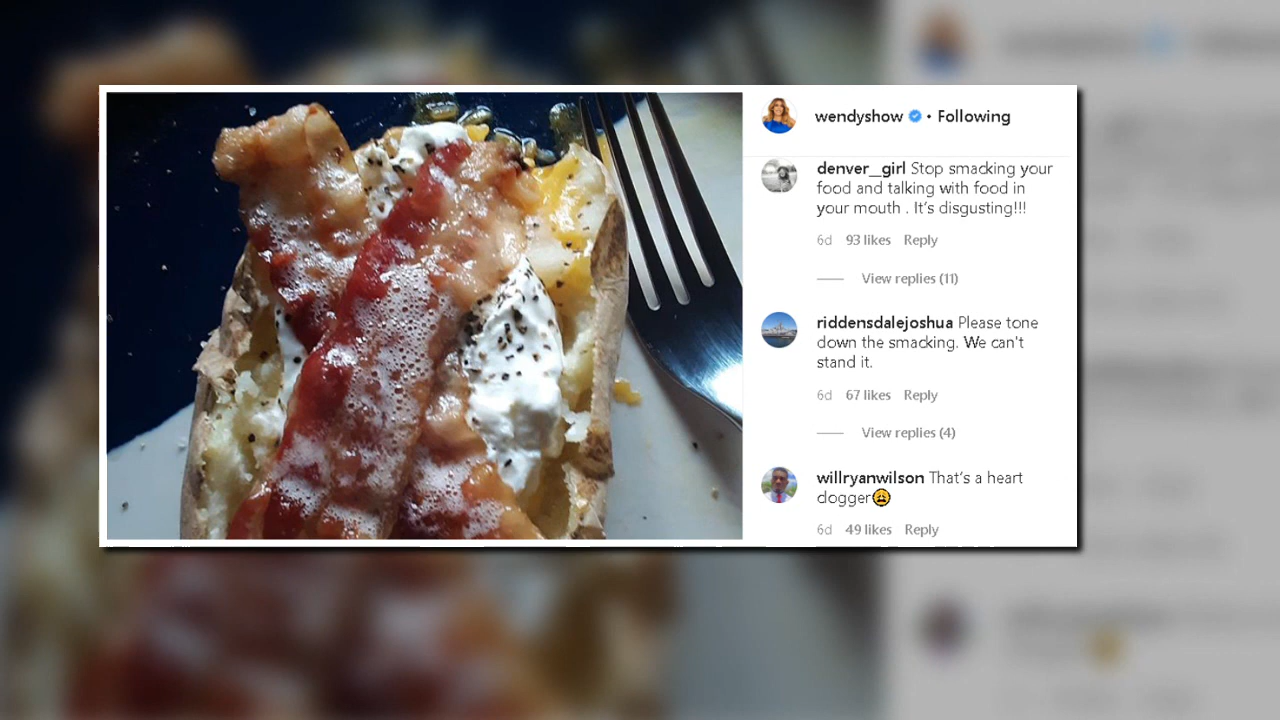 wendyshow • Following
denver__girl Stop smacking your
food and talking with food in
your mouth . It's disgusting!!!
6d 93 likes Reply
View replies (11)
riddensdalejoshua Please tone
down the smacking. We can't
stand it.
6d 67 likes Reply
View replies (4)
willryanwilson That's a heart
clogger😩
6d 49 likes Reply